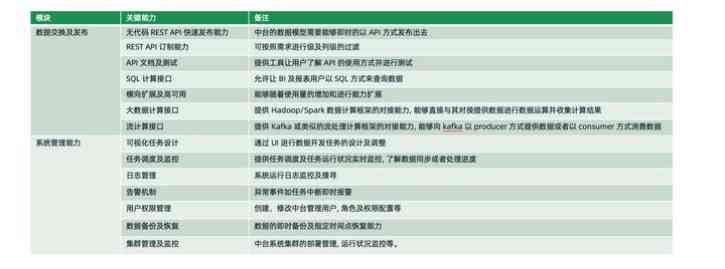 模块 关键能力 备注
数据交换及发布 无代码 REST API 快速发布能力 中台的数据模型需要能够即时的以 API 方式发布出去
REST API 订制能力 可按照需求进行级及列级的过滤
API 文档及测试 提供工具让用户了解 API 的使用方式并进行测试
SQL 计算接口 允许让 BI 及报表用户以 SQL 方式来查询数据
横向扩展及高可用 能够随着使用量的增加和进行能力扩展
大数据计算接口 提供 Hadoop/Spark 数据计算框架的对接能力, 能够直接与其对接提供数据进行数据运算并收集计算结果
流计算接口 提供 Kafka 或类似的流处理计算框架的对接能力, 能够向 kafka 以 producer 方式提供数据或者以 consumer 方式消费数据
系统管理能力 可视化任务设计 通过 UI 进行数据开发任务的设计及调整
任务调度及监控 提供任务调度及任务运行状况实时监控, 了解数据同步或者处理进度
日志管理 系统运行日志监控及搜寻
告警机制 异常事件如任务中断即时报警
用户权限管理 创建、修改中台管理用户, 角色及权限配置等
数据备份及恢复 数据的即时备份及指定时间点恢复能力
集群管理及监控 中台系统集群的部署管理, 运行状况监控等。